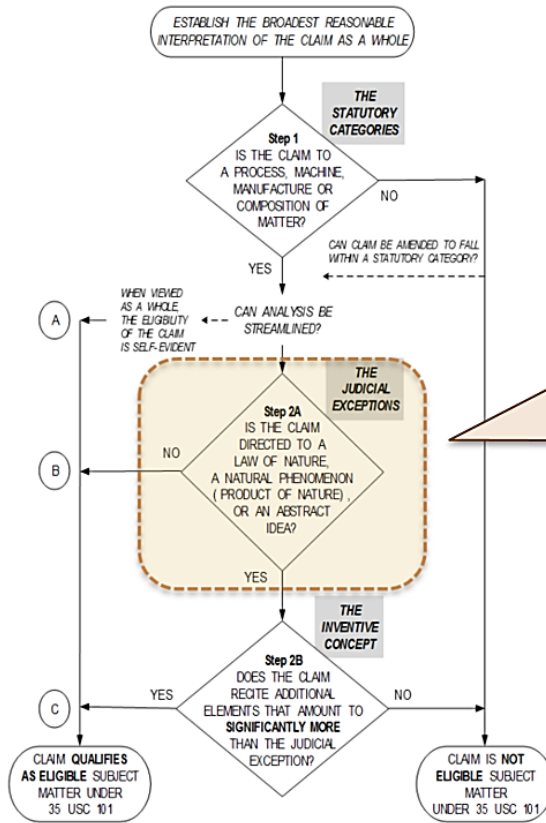 ESTABLISH THE BROADEST REASONABLE
INTERPRETATION OF THE CLAIM AS A WHOLE
THE
STATUTORY
CATEGORIES
Step 1
IS THE CLAIM TO
A PROCESS, MACHINE,
MANUFACTURE OR
COMPOSITION OF
MATTER?
NO
YES
CAN CLAIM BE AMENDED TO FALL
WITHIN A STATUTORY CATEGORY?
WHEN VIEWED
AS A WHOLE,
THE ELIGIBILITY
OF THE CLAIM
IS SELF-EVIDENT
A
CAN ANALYSIS BE
STREAMLINED?
THE
JUDICIAL
EXCEPTIONS
Step 2A
IS THE CLAIM
DIRECTED TO A
LAW OF NATURE,
A NATURAL PHENOMENON
( PRODUCT OF NATURE) ,
OR AN ABSTRACT
IDEA?
NO
B
YES
THE
INVENTIVE
CONCEPT
Step 2B
DOES THE CLAIM
RECITE ADDITIONAL
ELEMENTS THAT AMOUNT TO
SIGNIFICANTLY MORE
THAN THE JUDICIAL
EXCEPTION?
YES
NO
C
CLAIM QUALIFIES
AS ELIGIBLE SUBJECT
MATTER UNDER
35 USC 101
CLAIM IS NOT
ELIGIBLE SUBJECT
MATTER
UNDER 35 USC 101